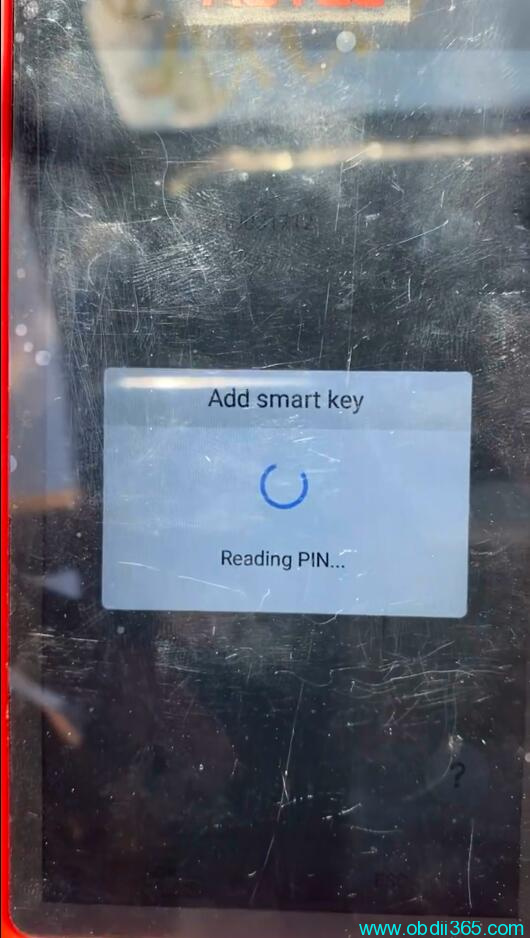 Add smart key
Reading PIN...
?
www.obdii365.com